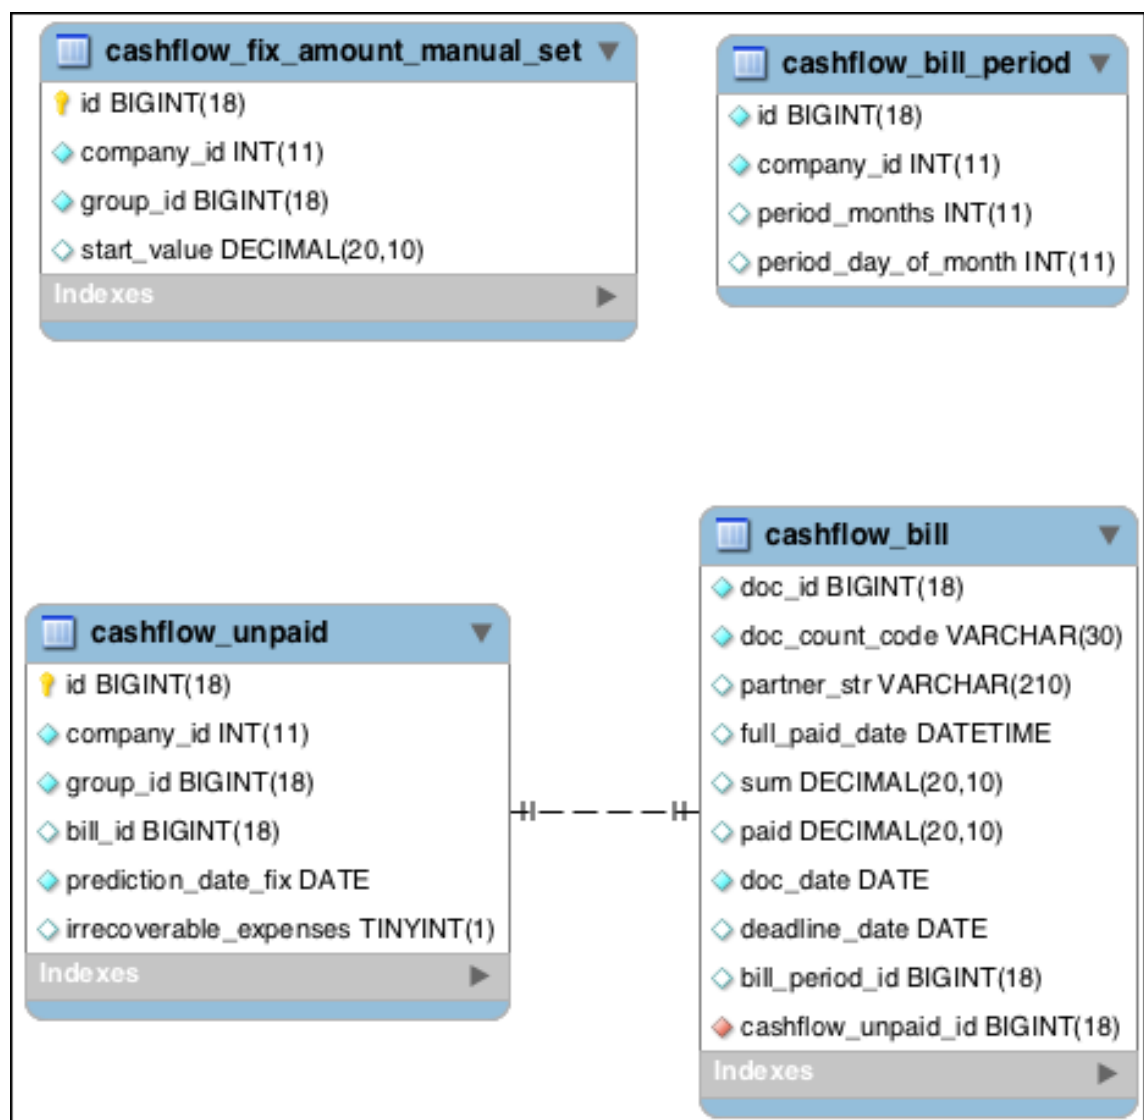 cashflow_fix_amount_manual_set
id BIGINT(18)
company_id INT(11)
group_id BIGINT(18)
start_value DECIMAL(20,10)
Indexes
cashflow_bill_period
id BIGINT(18)
company_id INT(11)
period_months INT(11)
period_day_of_month INT(11)
cashflow_unpaid
id BIGINT(18)
company_id INT(11)
group_id BIGINT(18)
bill_id BIGINT(18)
prediction_date_fix DATE
irrecoverable_expenses TINYINT(1)
Indexes
cashflow_bill
doc_id BIGINT(18)
doc_count_code VARCHAR(30)
partner_str VARCHAR(210)
full_paid_date DATETIME
sum DECIMAL(20,10)
paid DECIMAL(20,10)
doc_date DATE
deadline_date DATE
bill_period_id BIGINT(18)
cashflow_unpaid_id BIGINT(18)
Indexes